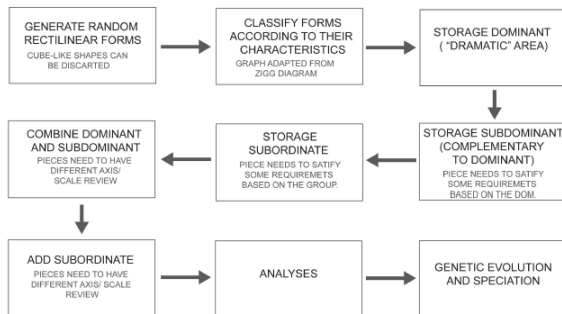 GENERATE RANDOM
RECTILINEAR FORMS
CUBE-LIKE SHAPES CAN
BE DISCARTED
CLASSIFY FORMS
ACCORDING TO THEIR
CHARACTERISTICS
GRAPH ADAPTED FROM
ZIGG DIAGRAM
STORAGE DOMINANT
( “DRAMATIC” AREA)
STORAGE SUBDOMINANT
(COMPLEMENTARY
TO DOMINANT)
PIECE NEEDS TO SATIFY
SOME REQUIREMETS
BASED ON THE DOM.
STORAGE
SUBORDINATE
PIECE NEEDS TO SATIFY
SOME REQUIREMETS
BASED ON THE GROUP.
COMBINE DOMINANT
AND SUBDOMINANT
PIECES NEED TO HAVE
DIFFERENT AXIS/
SCALE REVIEW
ADD SUBORDINATE
PIECES NEED TO HAVE
DIFFERENT AXIS/ SCALE
REVIEW
ANALYSES
GENETIC EVOLUTION
AND SPECIATION